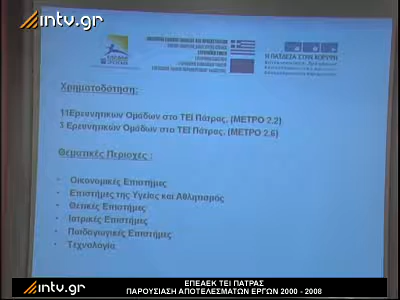 intv.gr
Η ΠΑΙΔΕΙΑ ΣΤΗΝ ΚΟΡΥΦΗ
Χρηματοδότηση:
11Ερευνητικων Ομάδων στο ΤΕΙ Πάτρας, (ΜΕΤΡΟ 2.2)
3 Ερευνητικών Ομάδων στο ΤΕΙ Πάτρας, (ΜΕΤΡΟ 2.6)
Θεματικές Περιοχές :
• Οικονομικές Επιστήμες
• Επιστήμες της Υγείας και Αθλητισμός
• Θετικές Επιστήμες
• Ιατρικές Επιστήμες
• Παιδαγωγικές Επιστήμες
• Τεχνολογία
intv.gr
ΕΠΕΑΕΚ ΤΕΙ ΠΑΤΡΑΣ
ΠΑΡΟΥΣΙΑΣΗ ΑΠΟΤΕΛΕΣΜΑΤΩΝ ΕΡΓΩΝ 2000 - 2008